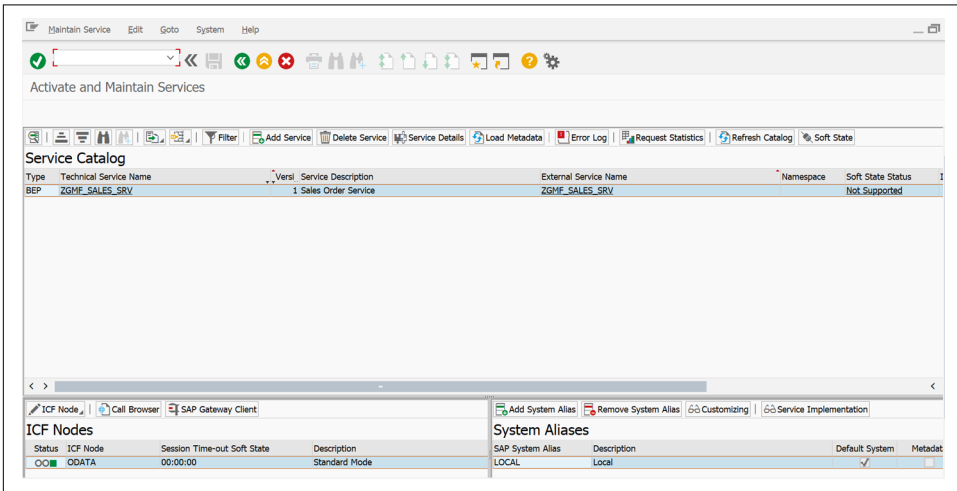 Maintain Service Edit Goto System Help
Activate and Maintain Services
Filter Add Service Delete Service Service Details Load Metadata Error Log Request Statistics Refresh Catalog Soft State
Service Catalog
Type Technical Service Name Versi Service Description External Service Name Namespace Soft State Status
BEP ZGMF_SALES_SRV 1 Sales Order Service ZGMF_SALES_SRV Not Supported
ICF Node Call Browser SAP Gateway Client
ICF Nodes
Status ICF Node Session Time-out Soft State Description
ODATA 00:00:00 Standard Mode
Add System Alias Remove System Alias Customizing Service Implementation
System Aliases
SAP System Alias Description Default System Metadat
LOCAL Local